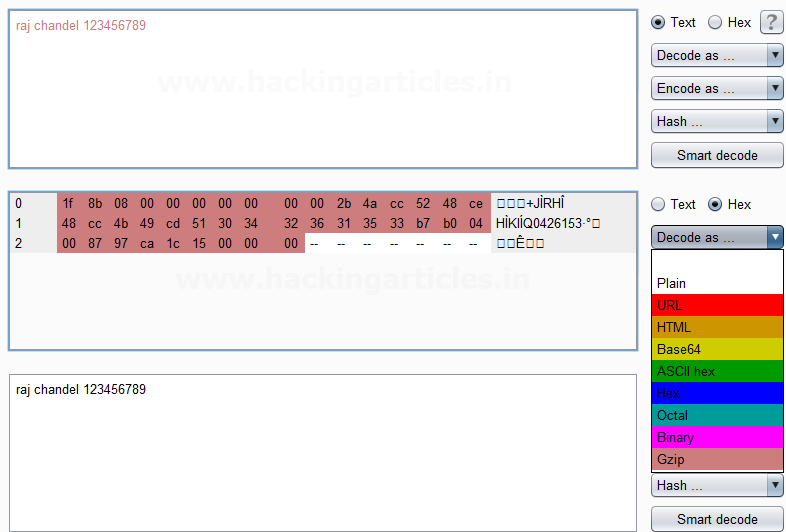 raj chandel 123456789
Text Hex ?
Decode as ...
www.hackingarticles.in
Encode as ...
Hash ...
Smart decode
0 1f 8b 08 00 00 00 00 00 00 00 2b 4a cc 52 48 ce □□□+JÌRHÎ
1 48 cc 4b 49 cd 51 30 34 32 36 31 35 33 b7 b0 04 HÌKIÍQ0426153·°□
2 00 87 97 ca 1c 15 00 00 00 -- -- -- -- -- -- -- □□Ê□□
Text Hex
Decode as ...
www.hackingarticles.in
Plain
URL
HTML
Base64
ASCII hex
Hex
Octal
Binary
Gzip
raj chandel 123456789
Hash ...
Smart decode